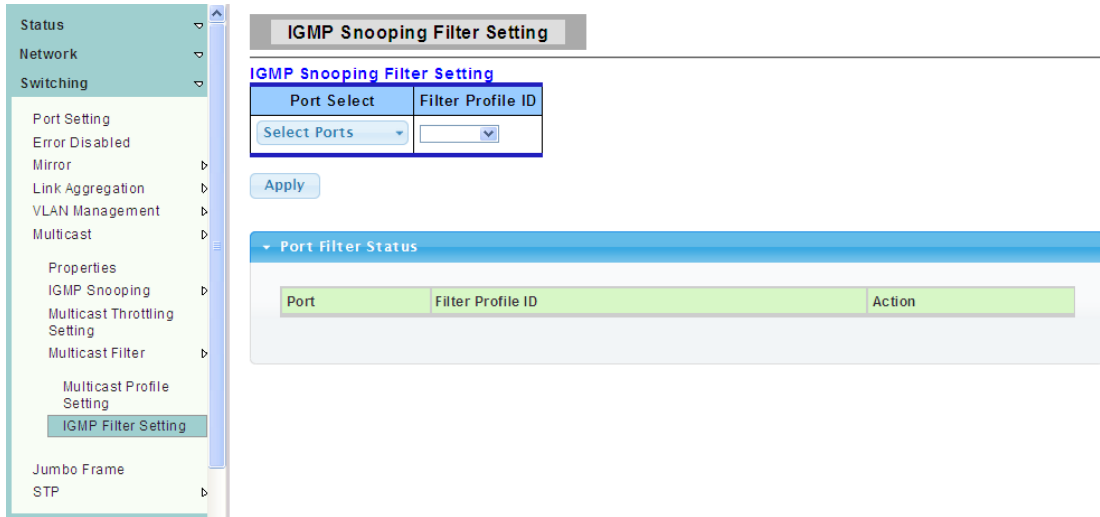 Status
Network
Switching
Port Setting
Error Disabled
Mirror
Link Aggregation
VLAN Management
Multicast
Properties
IGMP Snooping
Multicast Throttling
Setting
Multicast Filter
Multicast Profile
Setting
IGMP Filter Setting
Jumbo Frame
STP
IGMP Snooping Filter Setting
IGMP Snooping Filter Setting
Port Select Filter Profile ID
Select Ports
Apply
Port Filter Status
Port Filter Profile ID Action